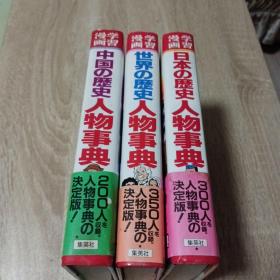 学習漫画
中国の歴史
人物事典
200人を収録。
人物事典の
決定版!
集英社
学習漫画
世界の歴史
人物事典
350人を収録。
人物事典の
決定版!
集英社
学習漫画
日本の歴史
人物事典
300人を収録。
人物事典の
決定版!
集英社